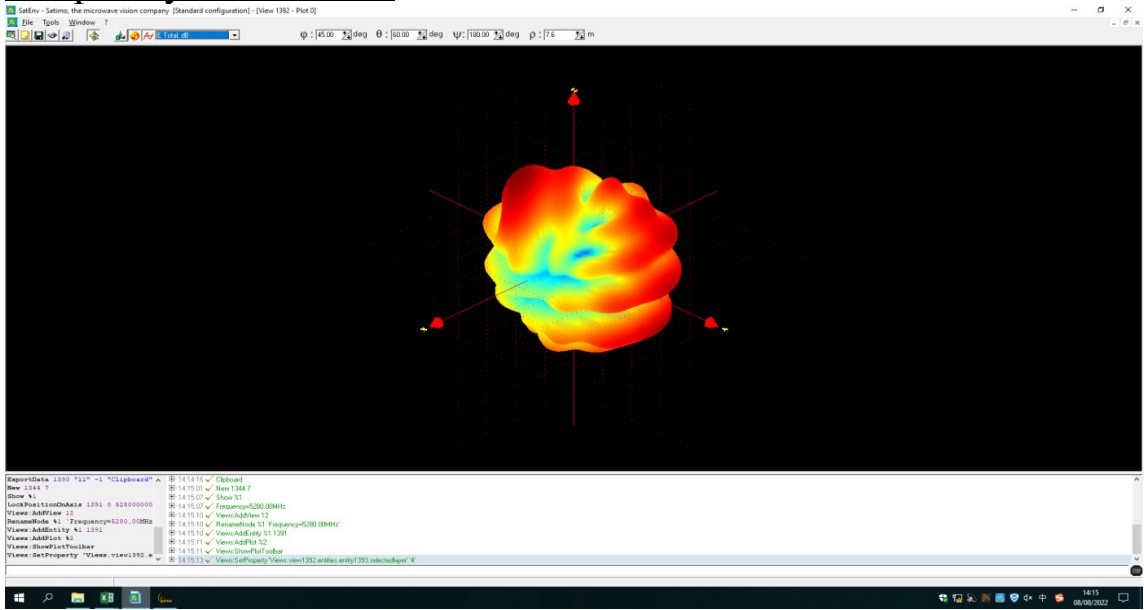 SatEnv - Satimo, the microwave vision company [Standard configuration] - [View 1392 - Plot 0]
File Tools Window ?
E Total, dB φ : 45.00 deg θ : 60.00 deg ψ : 180.00 deg ρ : 7.6 m
ExportData 1390 "11" -1 "Clipboard"
New 1344 7
Show %1
LockPositionOnAxis 1391 0 528000000
Views:AddView 12
RenameNode %1 'Frequency=5280.00MHz
Views:AddEntity %1 1391
Views:AddPlot %2
Views:ShowPlotToolbar
Views:SetProperty 'Views.view1392.e
14:14:16 ✓ Clipboard
14:15:01 ✓ New 1344 7
14:15:07 ✓ Show %1
14:15:07 ✓ Frequency=5280.00MHz
14:15:10 ✓ Views:AddView 12
14:15:10 ✓ RenameNode %1 'Frequency=5280.00MHz'
14:15:10 ✓ Views:AddEntity %1 1391
14:15:11 ✓ Views:AddPlot %2
14:15:11 ✓ Views:ShowPlotToolbar
14:15:13 ✓ Views:SetProperty 'Views.view1392.entities.entity1393.selectedlayer' '4'
中
14:15
08/08/2022